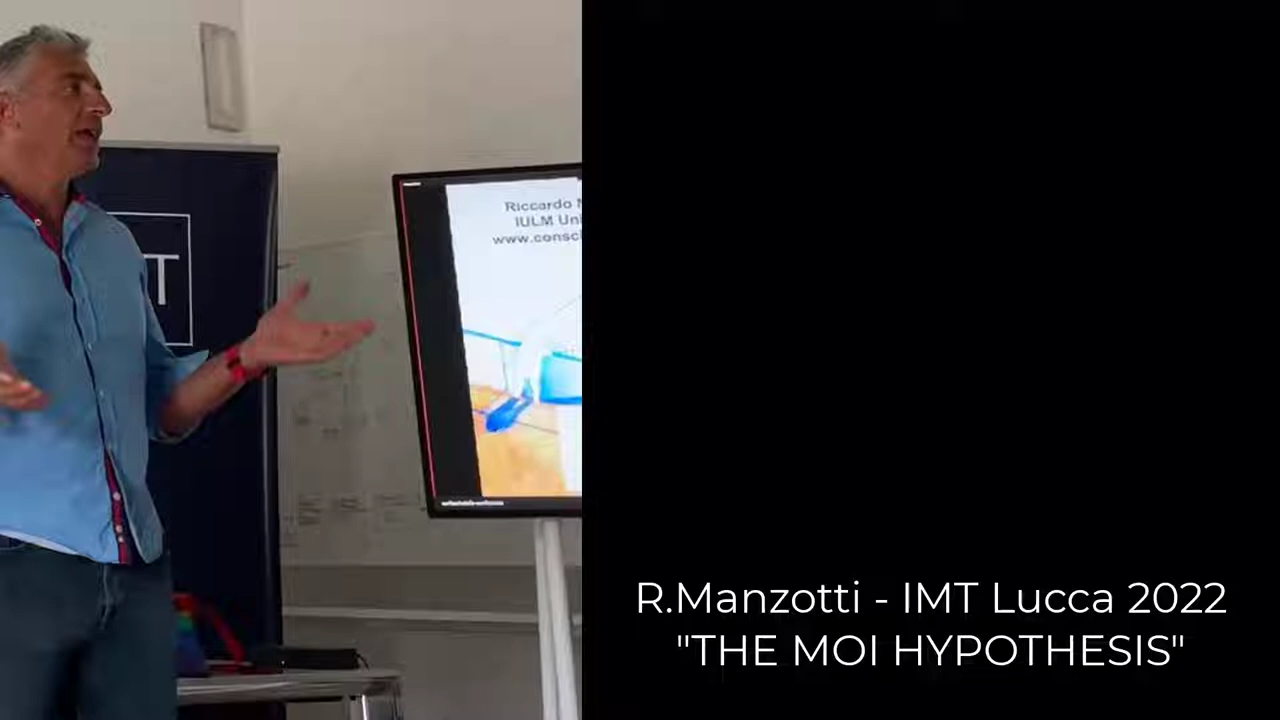 T
Riccardo
IULM
R.Manzotti - IMT Lucca 2022
"THE MOI HYPOTHESIS"